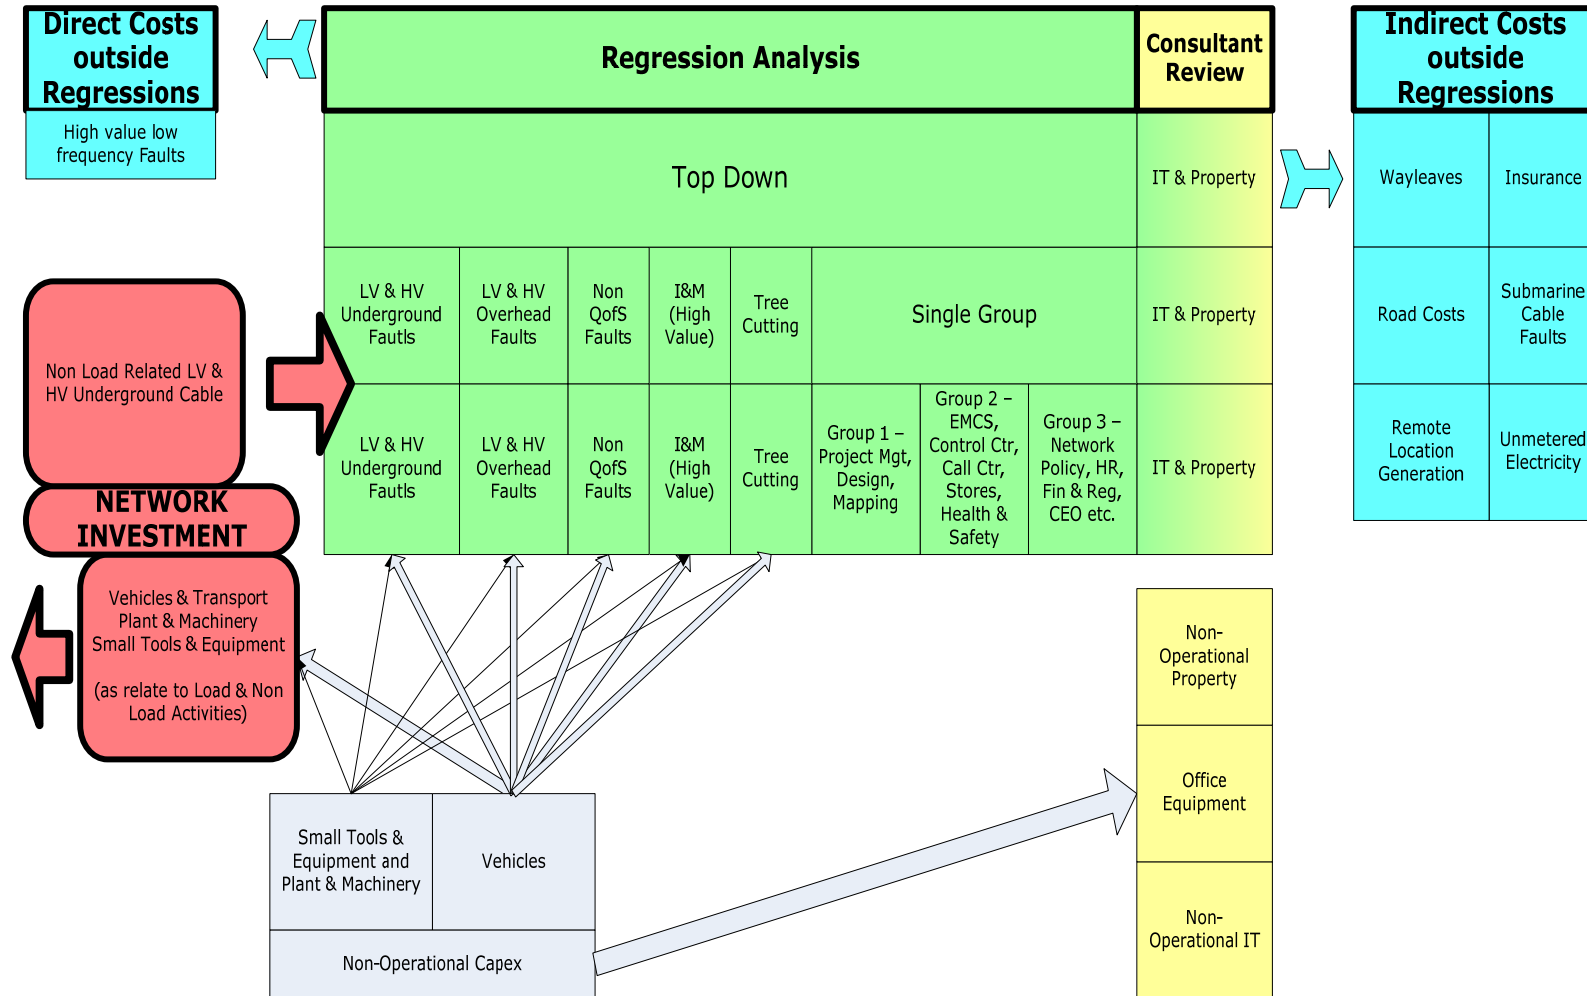 Direct Costs
outside
Regressions
High value low
frequency Faults
Regression Analysis
Consultant
Review
Indirect Costs
outside
Regressions
Top Down
IT & Property
Wayleaves
Insurance
LV & HV
Underground
Fautls
LV & HV
Overhead
Faults
Non
QofS
Faults
I&M
(High
Value)
Tree
Cutting
Single Group
IT & Property
Road Costs
Submarine
Cable
Faults
Non Load Related LV &
HV Underground Cable
LV & HV
Underground
Fautls
LV & HV
Overhead
Faults
Non
QofS
Faults
I&M
(High
Value)
Tree
Cutting
Group 1 –
Project Mgt,
Design,
Mapping
Group 2 –
EMCS,
Control Ctr,
Call Ctr,
Stores,
Health &
Safety
Group 3 –
Network
Policy, HR,
Fin & Reg,
CEO etc.
IT & Property
Remote
Location
Generation
Unmetered
Electricity
NETWORK
INVESTMENT
Vehicles & Transport
Plant & Machinery
Small Tools & Equipment
(as relate to Load & Non
Load Activities)
Non-
Operational
Property
Office
Equipment
Non-
Operational IT
Small Tools &
Equipment and
Plant & Machinery
Vehicles
Non-Operational Capex